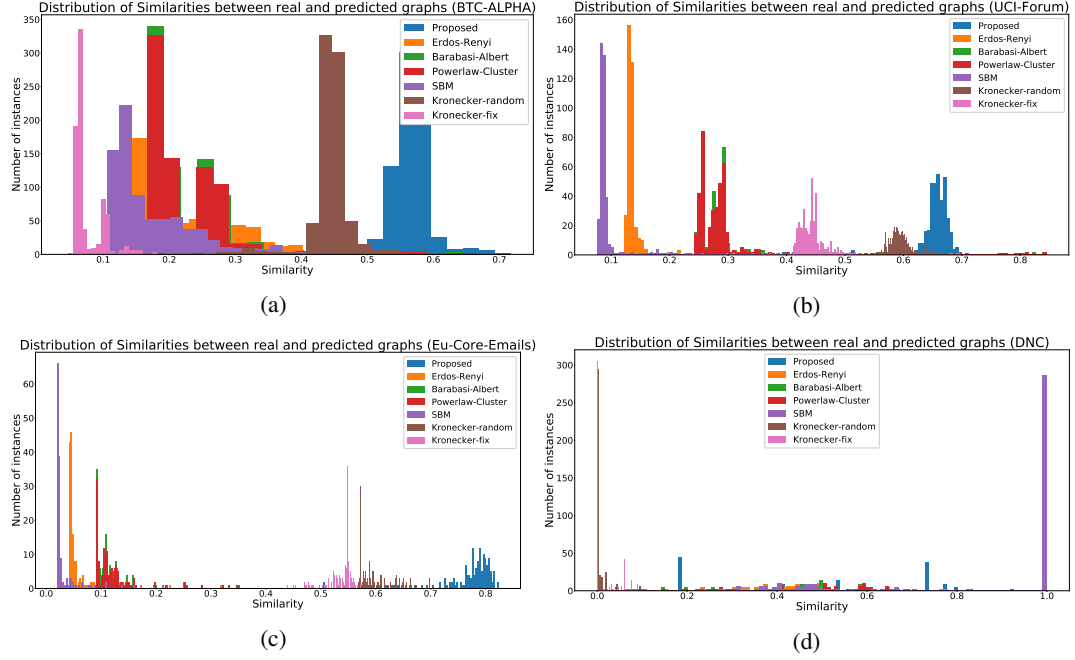 Distribution of Similarities between real and predicted graphs (BTC-ALPHA)
Number of instances
350
300
250
200
150
100
50
0
0.1 0.2 0.3 0.4 0.5 0.6 0.7
Similarity
Proposed
Erdos-Renyi
Barabasi-Albert
Powerlaw-Cluster
SBM
Kronecker-random
Kronecker-fix
(a)
Distribution of Similarities between real and predicted graphs (UCI-Forum)
Number of instances
160
140
120
100
80
60
40
20
0
0.1 0.2 0.3 0.4 0.5 0.6 0.7 0.8
Similarity
Proposed
Erdos-Renyi
Barabasi-Albert
Powerlaw-Cluster
SBM
Kronecker-random
Kronecker-fix
(b)
Distribution of Similarities between real and predicted graphs (Eu-Core-Emails)
Number of instances
60
50
40
30
20
10
0
0.0 0.1 0.2 0.3 0.4 0.5 0.6 0.7 0.8
Similarity
Proposed
Erdos-Renyi
Barabasi-Albert
Powerlaw-Cluster
SBM
Kronecker-random
Kronecker-fix
(c)
Distribution of Similarities between real and predicted graphs (DNC)
Number of instances
300
250
200
150
100
50
0
0.0 0.2 0.4 0.6 0.8 1.0
Similarity
Proposed
Erdos-Renyi
Barabasi-Albert
Powerlaw-Cluster
SBM
Kronecker-random
Kronecker-fix
(d)